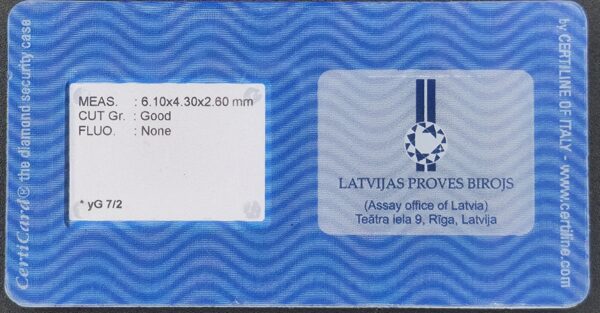 CertiCard® the diamond security case
MEAS. : 6.10x4.30x2.60 mm
CUT Gr. : Good
FLUO. : None
* yG 7/2
LATVIJAS PROVES BIROJS
(Assay office of Latvia)
Teātra iela 9, Rīga, Latvija
by CERTILINE OF ITALY - www.certiline.com